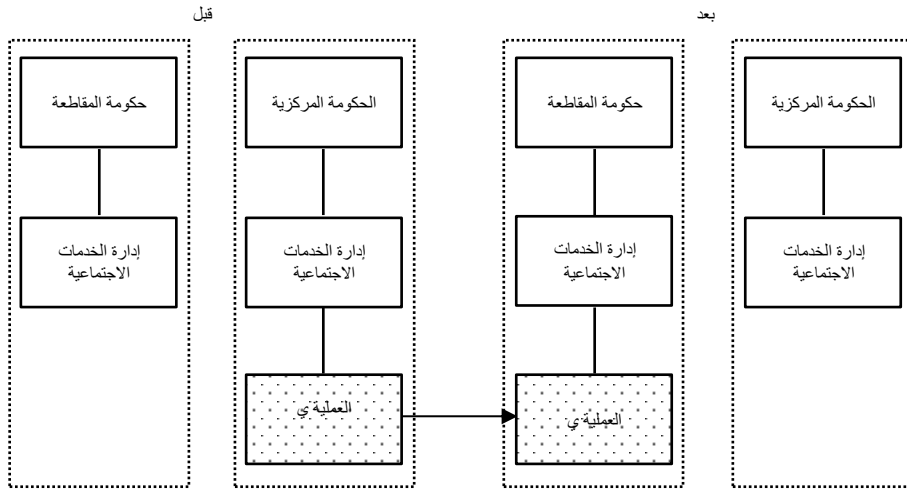 قبل
بعد
حكومة المقاطعة
إدارة الخدمات
الاجتماعية
الحكومة المركزية
إدارة الخدمات
الاجتماعية
العملية ي
حكومة المقاطعة
إدارة الخدمات
الاجتماعية
العملية ي
الحكومة المركزية
إدارة الخدمات
الاجتماعية